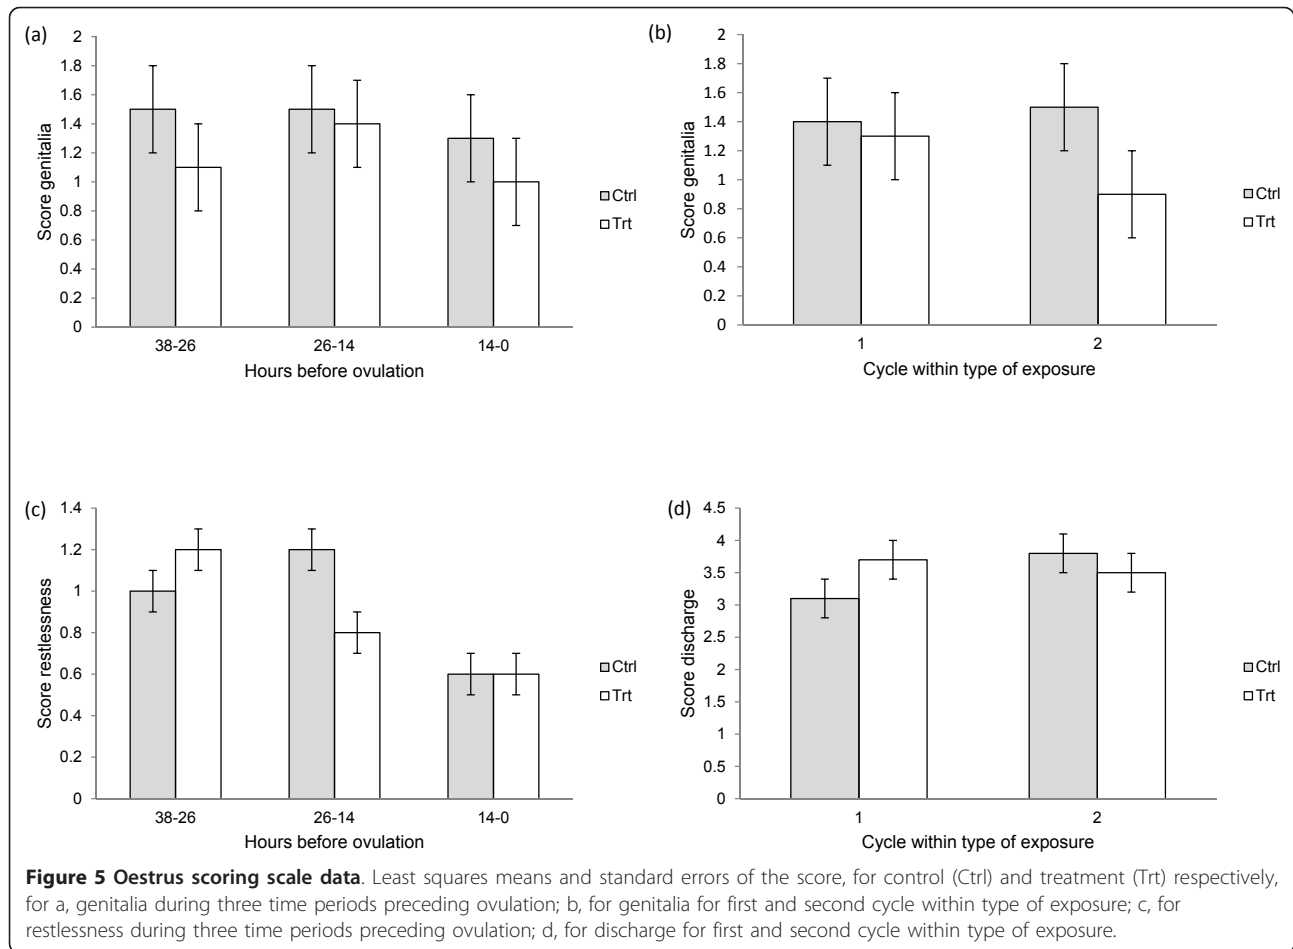 (a)
2
1.8
1.6
1.4
1.2
1
0.8
0.6
0.4
0.2
0
Score genitalia
38-26 26-14 14-0
Hours before ovulation
Ctrl
Trt
(b)
2
1.8
1.6
1.4
1.2
1
0.8
0.6
0.4
0.2
0
Score genitalia
1 2
Cycle within type of exposure
Ctrl
Trt
(c)
1.4
1.2
1
0.8
0.6
0.4
0.2
0
Score restlessness
38-26 26-14 14-0
Hours before ovulation
Ctrl
Trt
(d)
4.5
4
3.5
3
2.5
2
1.5
1
0.5
0
Score discharge
1 2
Cycle within type of exposure
Ctrl
Trt
Figure 5 Oestrus scoring scale data. Least squares means and standard errors of the score, for control (Ctrl) and treatment (Trt) respectively,
for a, genitalia during three time periods preceding ovulation; b, for genitalia for first and second cycle within type of exposure; c, for
restlessness during three time periods preceding ovulation; d, for discharge for first and second cycle within type of exposure.